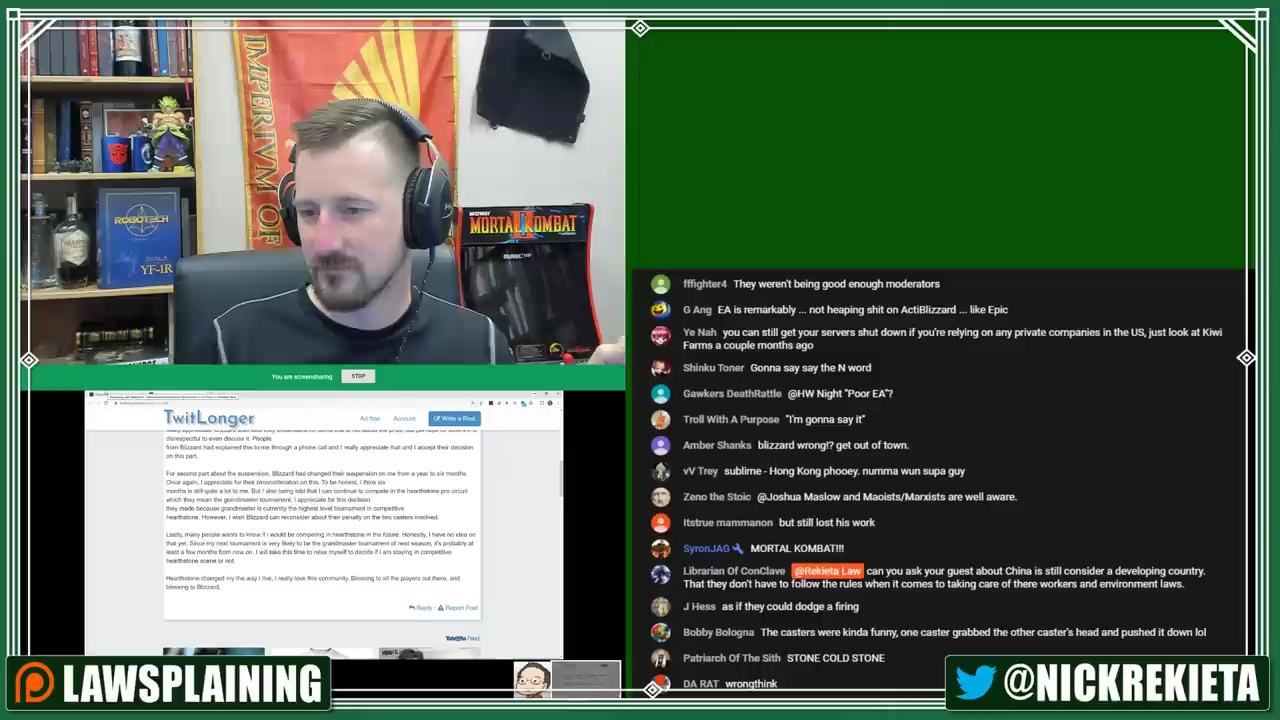 IMPERIVM OF
ROBOTECH
YF-1R
MIDWAY
MORTAL KOMBAT
II
You are screensharing
STOP
TwitLonger
Ad free
Account
Write a Post
disrespectful to even discuss it. People
from Blizzard had explained this to me through a phone call and I really appreciate that and I accept their decision
on this part.
For second part about the suspension, Blizzard had changed their suspension on me from a year to six months.
Once again, I appreciate for their reconsideration on this. To be honest, I think six
months is still quite a lot to me. But I also being told that I can continue to compete in the hearthstone pro circuit
which they mean the grandmaster tournament. I appreciate for this decision
they made because grandmaster is currently the highest level tournament in competitive
hearthstone. However, I wish Blizzard can reconsider about their penalty on the two casters involved.
Lastly, many people wants to know if I would be competing in hearthstone in the future. Honestly, I have no idea on
that yet. Since my next tournament is very likely to be the grandmaster tournament of next season, it's probably at
least a few months from now on. I will take this time to relax myself to decide if I am staying in competitive
hearthstone scene or not.
Hearthstone changed my the way I live, I really love this community. Blessing to all the players out there, and
blessing to Blizzard.
Reply · Report Post
Taboola Feed
fffighter4 They weren't being good enough moderators
G Ang EA is remarkably ... not heaping shit on ActiBlizzard ... like Epic
Ye Nah you can still get your servers shut down if you're relying on any private companies in the US, just look at Kiwi
Farms a couple months ago
Shinku Toner Gonna say say the N word
Gawkers DeathRattle @HW Night "Poor EA"?
Troll With A Purpose "I'm gonna say it"
Amber Shanks blizzard wrong!? get out of town.
vV Trey sublime - Hong Kong phooey. numma wun supa guy
Zeno the Stoic @Joshua Maslow and Maoists/Marxists are well aware.
Itstrue mammanon but still lost his work
SyronJAG MORTAL KOMBAT!!!
Librarian Of ConClave @Rekieta Law can you ask your guest about China is still consider a developing country.
That they don't have to follow the rules when it comes to taking care of there workers and environment laws.
J Hess as if they could dodge a firing
Bobby Bologna The casters were kinda funny, one caster grabbed the other caster's head and pushed it down lol
Patriarch Of The Sith STONE COLD STONE
DA RAT wrongthink
LAWSPLAINING
@NICKREKIETA